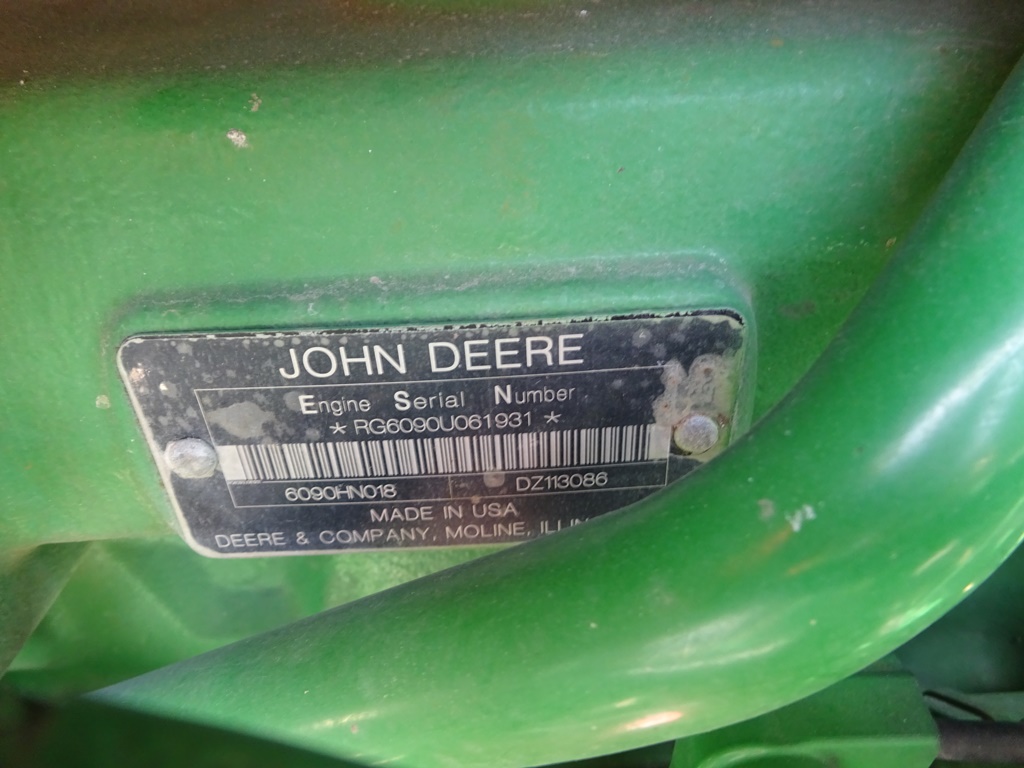 JOHN DEERE
Engine Serial Number
* RG6090U061931 *
6090HN018 DZ113086
MADE IN USA
DEERE & COMPANY, MOLINE,